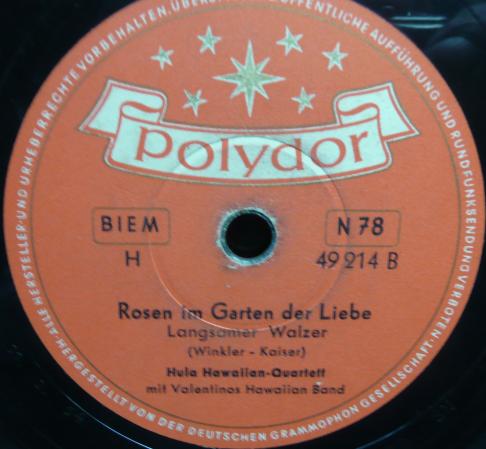 ALLE HERSTELLER- UND URHEBERRECHTE VORBEHALTEN. ÖFFENTLICHE AUFFÜHRUNG UND RUNDFUNKSENDUNG VERBOTEN.
polydor
BIEM
N 78
H
49 214 B
Rosen im Garten der Liebe
Langsamer Walzer
(Winkler - Kaiser)
Hula Hawaiian-Quartett
mit Valentinos Hawaiian Band
HERGESTELLT VON DER DEUTSCHEN GRAMMOPHON GESELLSCHAFT.